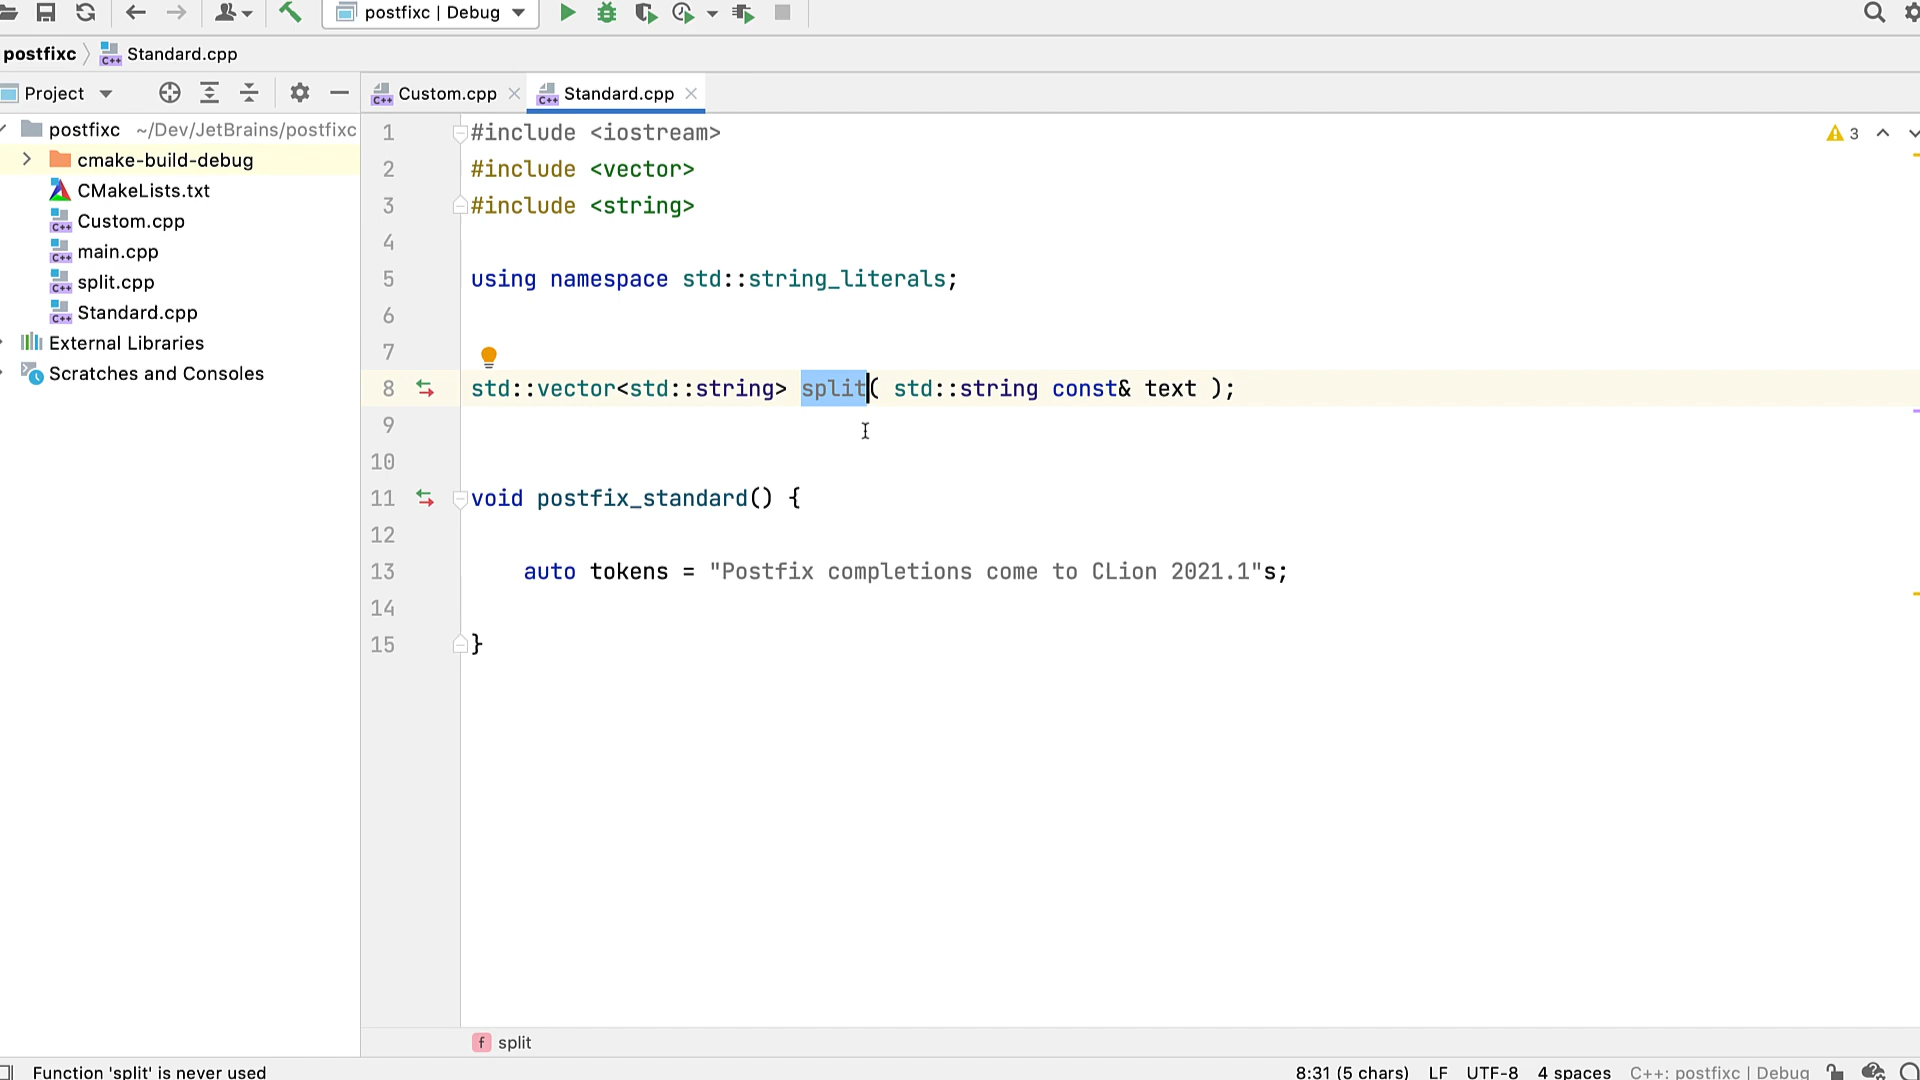 postfixc | Debug
postfixc Standard.cpp
Project
Custom.cpp
Standard.cpp
postfixc ~/Dev/JetBrains/postfixc
cmake-build-debug
CMakeLists.txt
Custom.cpp
main.cpp
split.cpp
Standard.cpp
External Libraries
Scratches and Consoles
3
1 #include <iostream>
2 #include <vector>
3 #include <string>
4
5 using namespace std::string_literals;
6
7
8 std::vector<std::string> split( std::string const& text );
9
10
11 void postfix_standard() {
12
13 auto tokens = "Postfix completions come to CLion 2021.1"s;
14
15 }
f split
Function 'split' is never used
8:31 (5 chars) LF UTF-8 4 spaces C++: postfixc | Debug